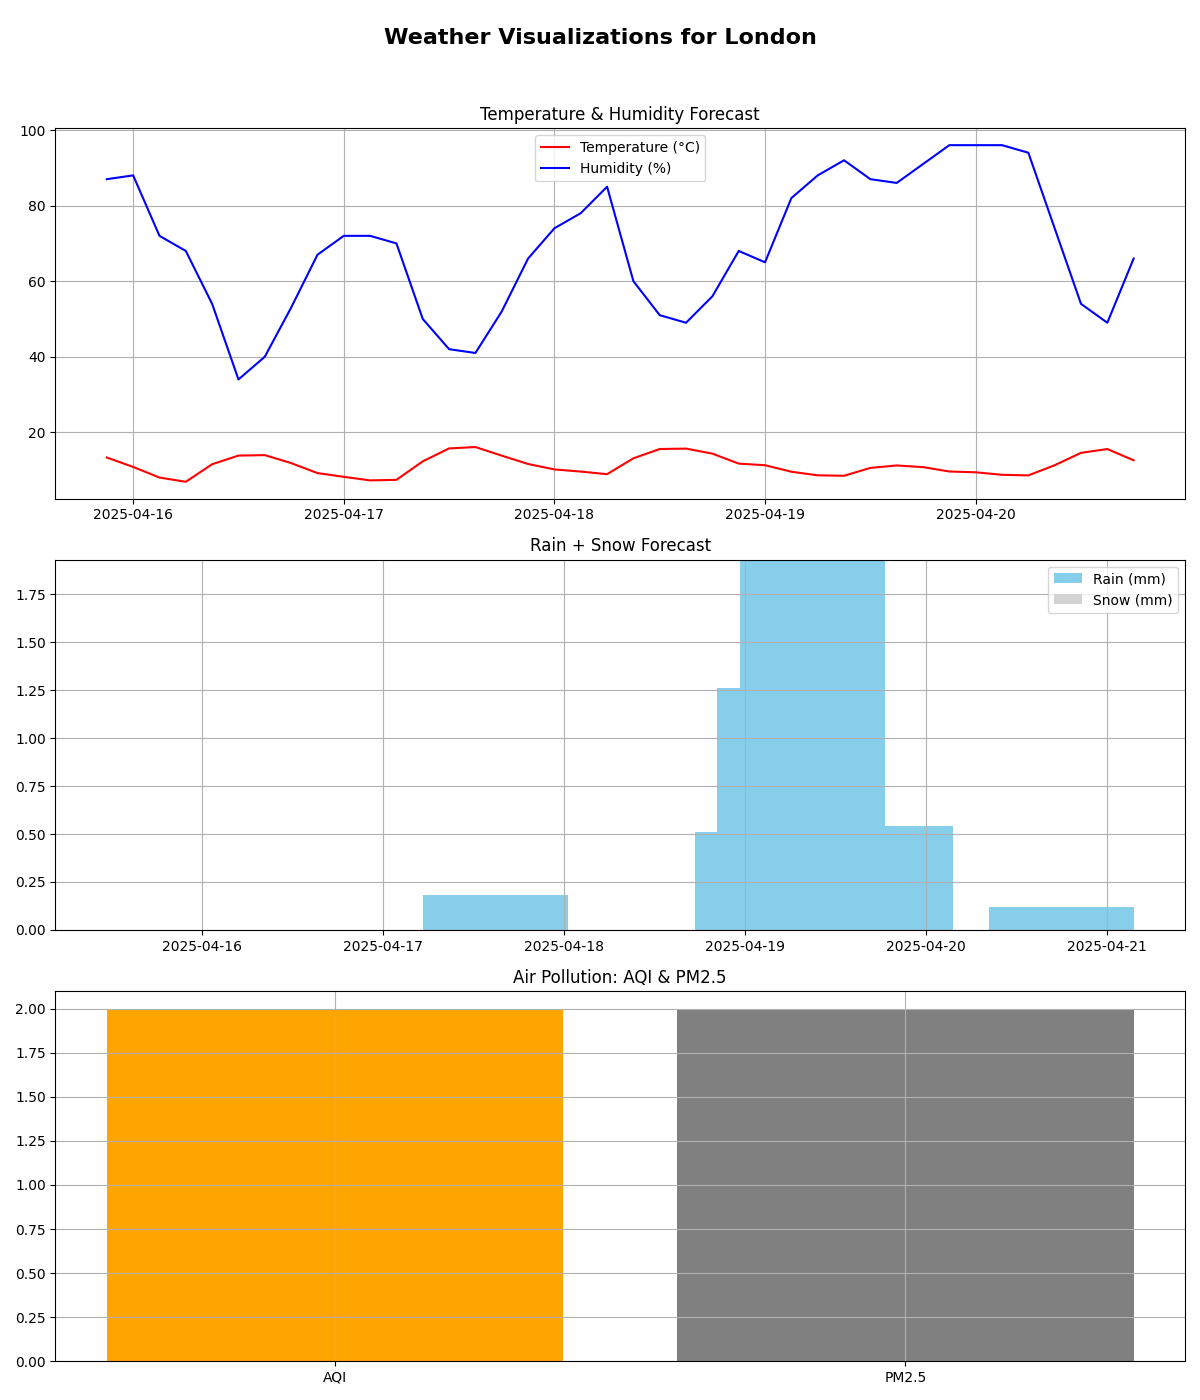 Weather Visualizations for London
Temperature & Humidity Forecast
100
80
60
40
20
Temperature (°C)
Humidity (%)
2025-04-16 2025-04-17 2025-04-18 2025-04-19 2025-04-20
Rain + Snow Forecast
1.75
1.50
1.25
1.00
0.75
0.50
0.25
0.00
Rain (mm)
Snow (mm)
2025-04-16 2025-04-17 2025-04-18 2025-04-19 2025-04-20 2025-04-21
Air Pollution: AQI & PM2.5
2.00
1.75
1.50
1.25
1.00
0.75
0.50
0.25
0.00
AQI PM2.5